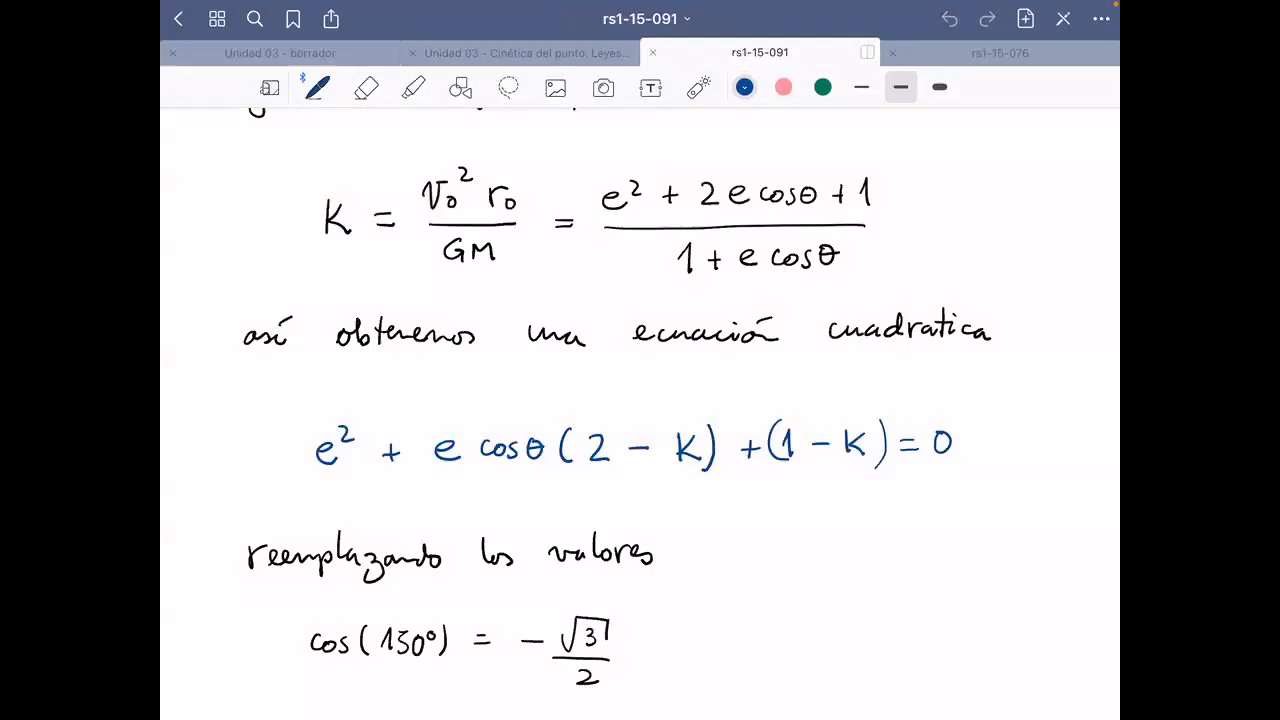 rs1-15-091
Unidad 03 - borrador
Unidad 03 - Cinética del punto: Leyes...
rs1-15-091
rs1-15-076
K = v₀² r₀ / GM = (e² + 2 e cosθ + 1) / (1 + e cosθ)
así obtenemos una ecuación cuadratica
e² + e cosθ (2 - K) + (1 - K) = 0
reemplazando los valores
cos(150°) = - √3 / 2